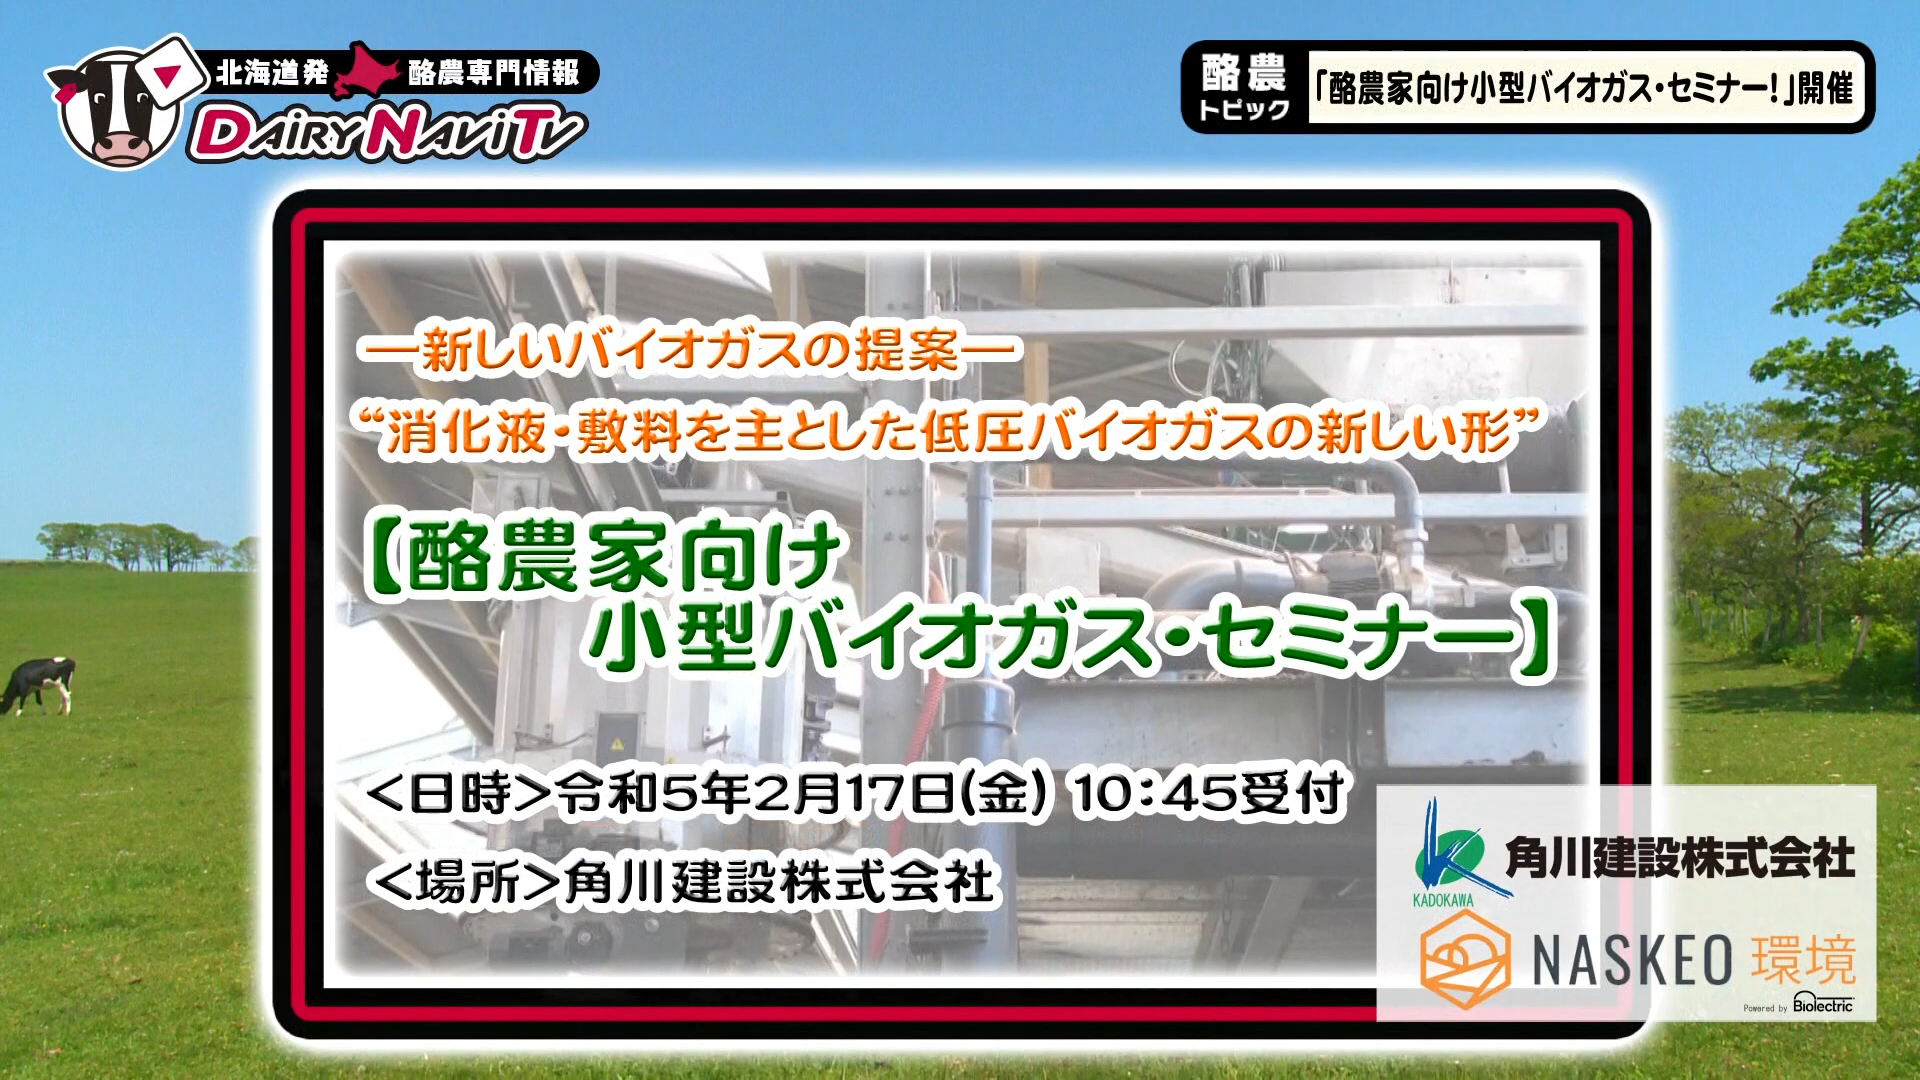 北海道発 酪農専門情報
DAIRY NAVI TV
酪農
トピック
「酪農家向け小型バイオガス・セミナー!」開催
―新しいバイオガスの提案―
“消化液・敷料を主とした低圧バイオガスの新しい形”
【酪農家向け
小型バイオガス・セミナー】
<日時>令和5年2月17日(金) 10:45受付
<場所>角川建設株式会社
角川建設株式会社
KADOKAWA
NASKEO 環境
Powered by Biolectric